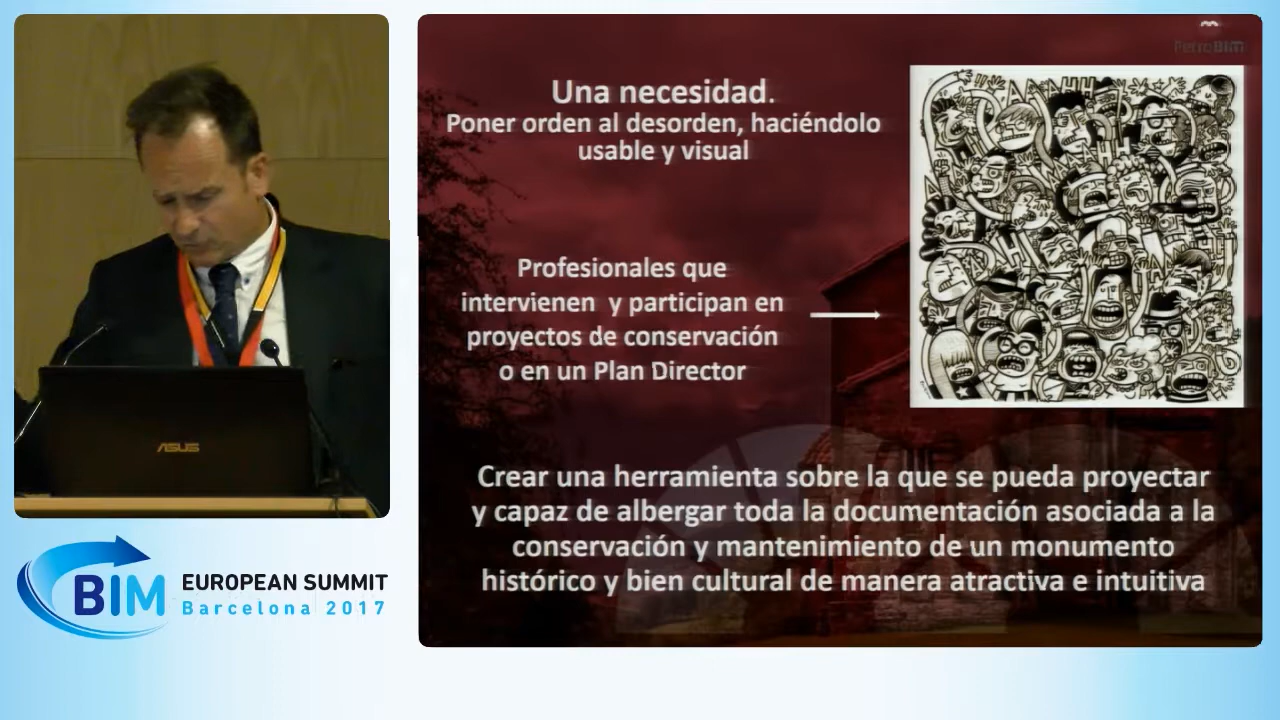 PetroBIM
Una necesidad.
Poner orden al desorden, haciéndolo
usable y visual
Profesionales que
intervienen y participan en
proyectos de conservación
o en un Plan Director
Crear una herramienta sobre la que se pueda proyectar
y capaz de albergar toda la documentación asociada a la
conservación y mantenimiento de un monumento
histórico y bien cultural de manera atractiva e intuitiva
ASUS
BIM
EUROPEAN SUMMIT
Barcelona 2017